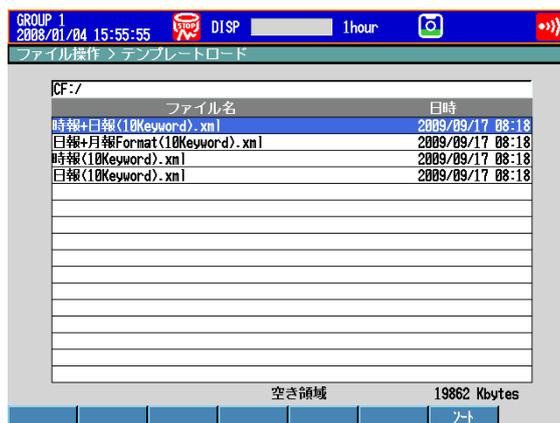 GROUP 1
2008/01/04 15:55:55 STOP DISP 1hour
ファイル操作 > テンプレートロード
CF:/
ファイル名 日時
時報+日報(10Keyword).xml 2009/09/17 08:18
日報+月報Format(10Keyword).xml 2009/09/17 08:18
時報(10Keyword).xml 2009/09/17 08:18
日報(10Keyword).xml 2009/09/17 08:18
空き領域 19862 Kbytes
ソート